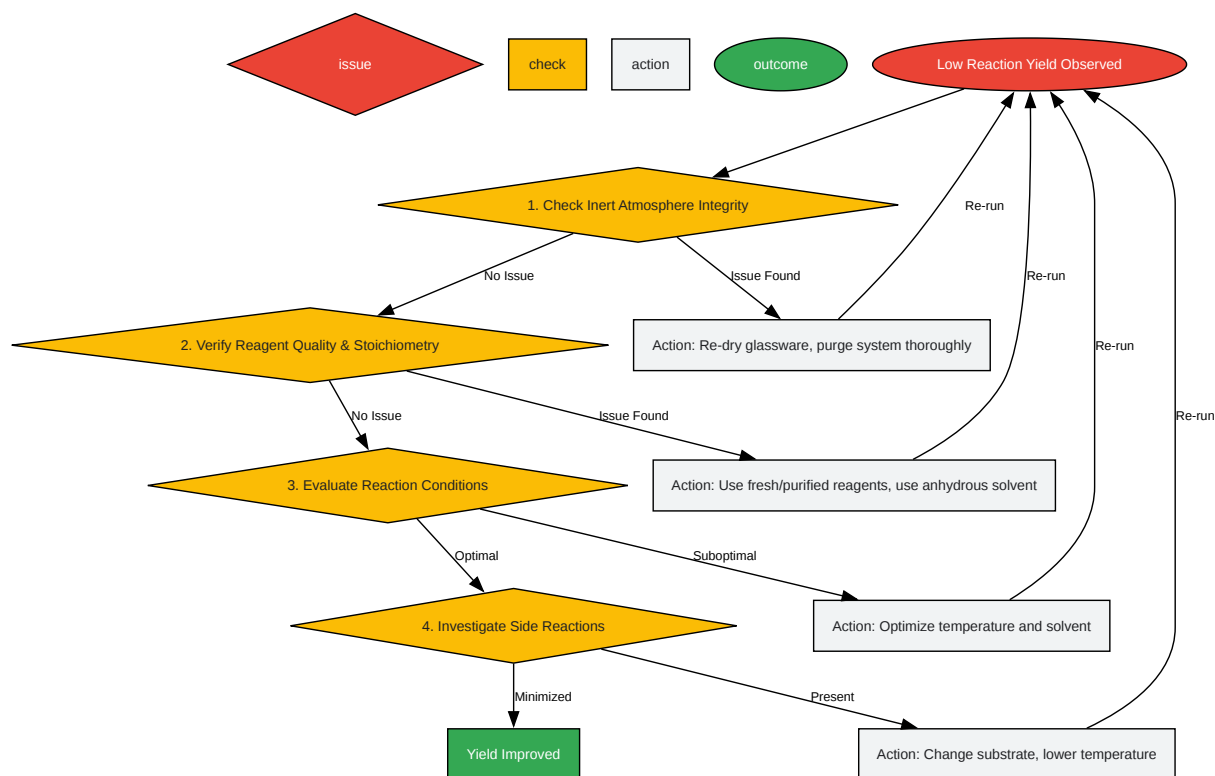 issue
check
action
outcome
Low Reaction Yield Observed
1. Check Inert Atmosphere Integrity
Re-run
No Issue
Issue Found
Re-run
2. Verify Reagent Quality & Stoichiometry
Action: Re-dry glassware, purge system thoroughly
Re-run
No Issue
Issue Found
Re-run
3. Evaluate Reaction Conditions
Action: Use fresh/purified reagents, use anhydrous solvent
Optimal
Suboptimal
4. Investigate Side Reactions
Action: Optimize temperature and solvent
Minimized
Present
Yield Improved
Action: Change substrate, lower temperature